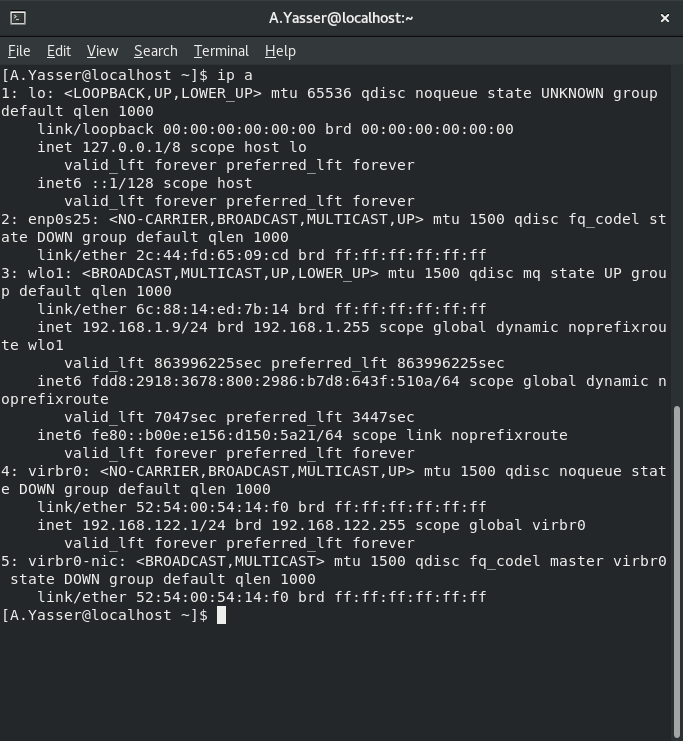 A.Yasser@localhost:~
File Edit View Search Terminal Help
[A.Yasser@localhost ~]$ ip a
1: lo: <LOOPBACK,UP,LOWER_UP> mtu 65536 qdisc noqueue state UNKNOWN group
default qlen 1000
    link/loopback 00:00:00:00:00:00 brd 00:00:00:00:00:00
    inet 127.0.0.1/8 scope host lo
       valid_lft forever preferred_lft forever
    inet6 ::1/128 scope host
       valid_lft forever preferred_lft forever
2: enp0s25: <NO-CARRIER,BROADCAST,MULTICAST,UP> mtu 1500 qdisc fq_codel st
ate DOWN group default qlen 1000
    link/ether 2c:44:fd:65:09:cd brd ff:ff:ff:ff:ff:ff
3: wlo1: <BROADCAST,MULTICAST,UP,LOWER_UP> mtu 1500 qdisc mq state UP grou
p default qlen 1000
    link/ether 6c:88:14:ed:7b:14 brd ff:ff:ff:ff:ff:ff
    inet 192.168.1.9/24 brd 192.168.1.255 scope global dynamic noprefixrou
te wlo1
       valid_lft 863996225sec preferred_lft 863996225sec
    inet6 fdd8:2918:3678:800:2986:b7d8:643f:510a/64 scope global dynamic n
oprefixroute
       valid_lft 7047sec preferred_lft 3447sec
    inet6 fe80::b00e:e156:d150:5a21/64 scope link noprefixroute
       valid_lft forever preferred_lft forever
4: virbr0: <NO-CARRIER,BROADCAST,MULTICAST,UP> mtu 1500 qdisc noqueue stat
e DOWN group default qlen 1000
    link/ether 52:54:00:54:14:f0 brd ff:ff:ff:ff:ff:ff
    inet 192.168.122.1/24 brd 192.168.122.255 scope global virbr0
       valid_lft forever preferred_lft forever
5: virbr0-nic: <BROADCAST,MULTICAST> mtu 1500 qdisc fq_codel master virbr0
 state DOWN group default qlen 1000
    link/ether 52:54:00:54:14:f0 brd ff:ff:ff:ff:ff:ff
[A.Yasser@localhost ~]$